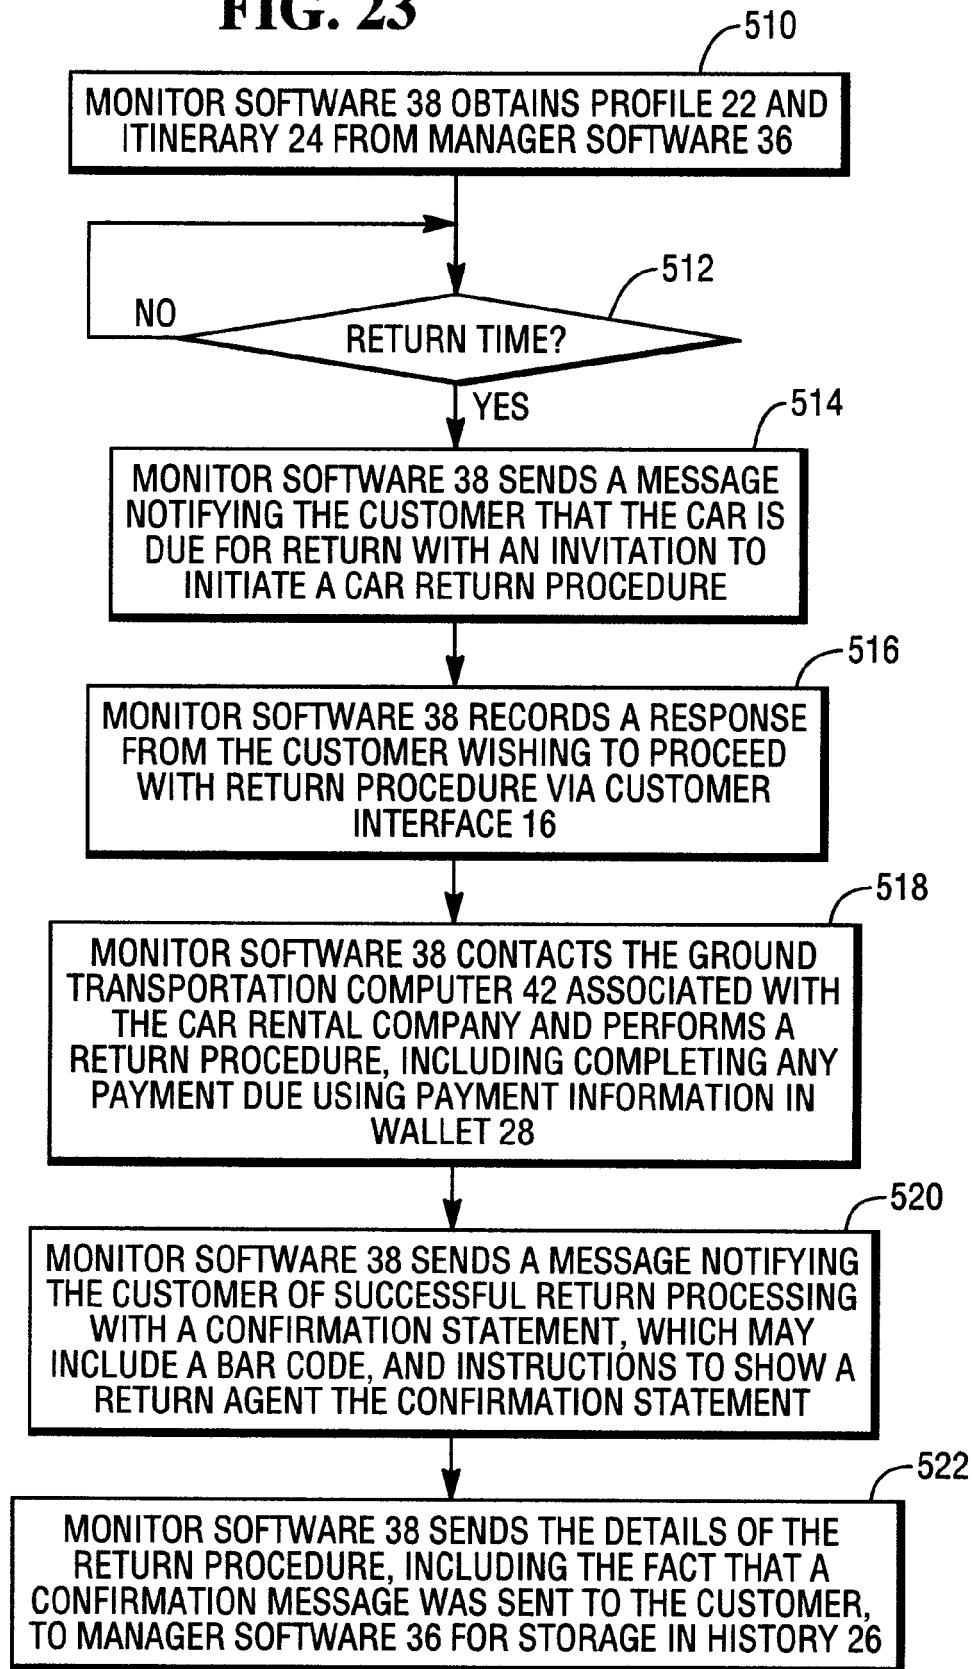 FIG. 23
510
MONITOR SOFTWARE 38 OBTAINS PROFILE 22 AND
ITINERARY 24 FROM MANAGER SOFTWARE 36
512
NO
RETURN TIME?
YES
514
MONITOR SOFTWARE 38 SENDS A MESSAGE
NOTIFYING THE CUSTOMER THAT THE CAR IS
DUE FOR RETURN WITH AN INVITATION TO
INITIATE A CAR RETURN PROCEDURE
516
MONITOR SOFTWARE 38 RECORDS A RESPONSE
FROM THE CUSTOMER WISHING TO PROCEED
WITH RETURN PROCEDURE VIA CUSTOMER
INTERFACE 16
518
MONITOR SOFTWARE 38 CONTACTS THE GROUND
TRANSPORTATION COMPUTER 42 ASSOCIATED WITH
THE CAR RENTAL COMPANY AND PERFORMS A
RETURN PROCEDURE, INCLUDING COMPLETING ANY
PAYMENT DUE USING PAYMENT INFORMATION IN
WALLET 28
520
MONITOR SOFTWARE 38 SENDS A MESSAGE NOTIFYING
THE CUSTOMER OF SUCCESSFUL RETURN PROCESSING
WITH A CONFIRMATION STATEMENT, WHICH MAY
INCLUDE A BAR CODE, AND INSTRUCTIONS TO SHOW A
RETURN AGENT THE CONFIRMATION STATEMENT
522
MONITOR SOFTWARE 38 SENDS THE DETAILS OF THE
RETURN PROCEDURE, INCLUDING THE FACT THAT A
CONFIRMATION MESSAGE WAS SENT TO THE CUSTOMER,
TO MANAGER SOFTWARE 36 FOR STORAGE IN HISTORY 26